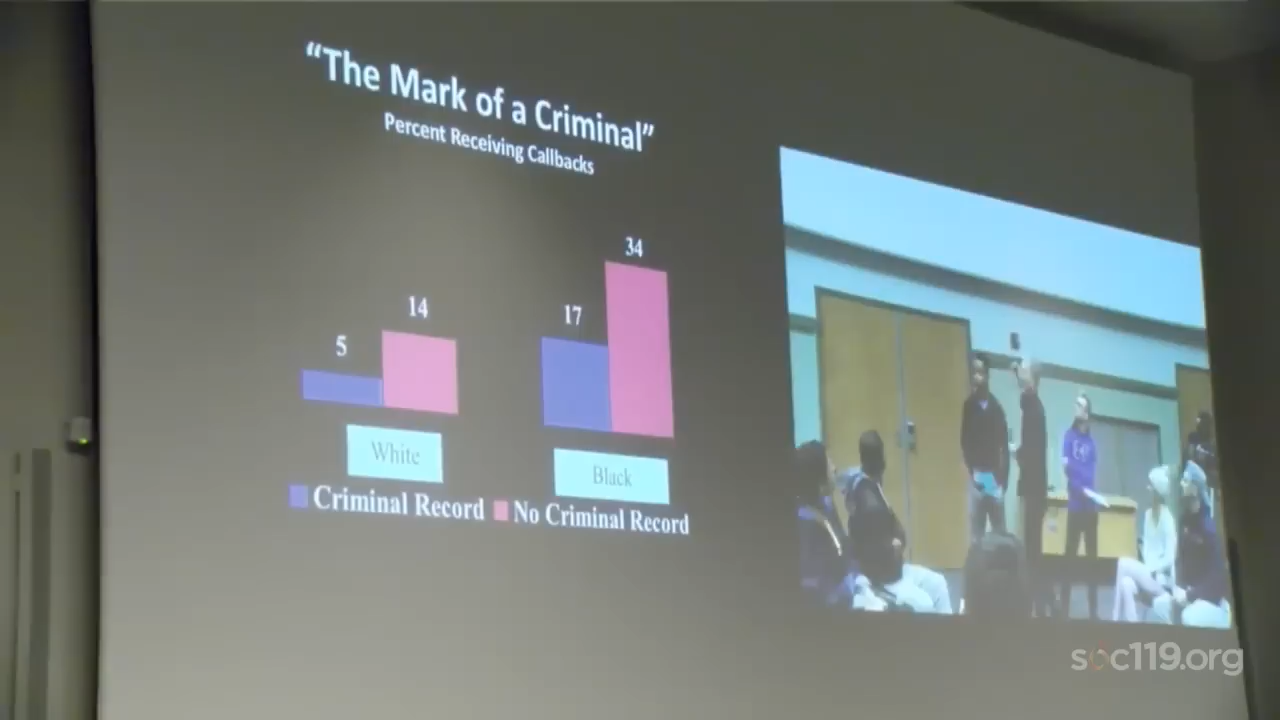 “The Mark of a Criminal”
Percent Receiving Callbacks
34
14
17
5
White
Black
Criminal Record No Criminal Record
soc119.org